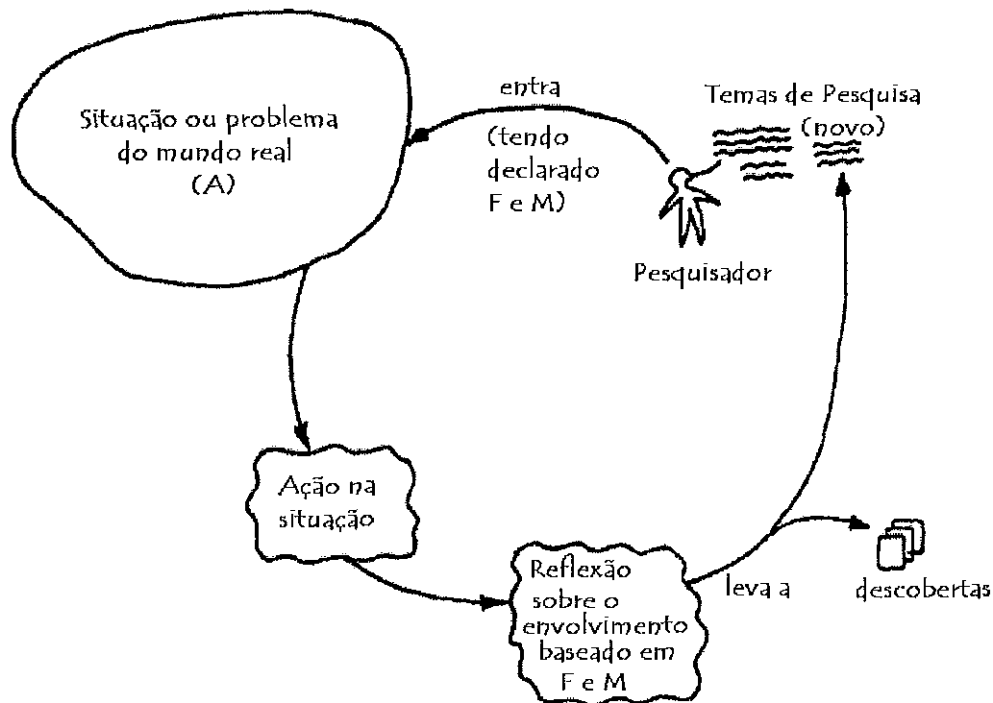 Situação ou problema
do mundo real
(A)
entra
(tendo
declarado
F e M)
Temas de Pesquisa
(novo)
Pesquisador
Ação na
situação
Reflexão
sobre o
envolvimento
baseado em
F e M
leva a
descobertas